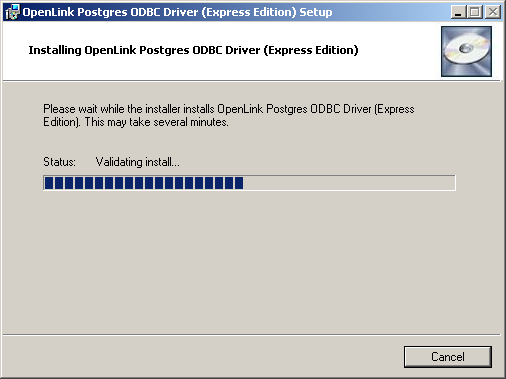 OpenLink Postgres ODBC Driver (Express Edition) Setup
Installing OpenLink Postgres ODBC Driver (Express Edition)
Please wait while the installer installs OpenLink Postgres ODBC Driver (Express
Edition). This may take several minutes.
Status: Validating install...
Cancel